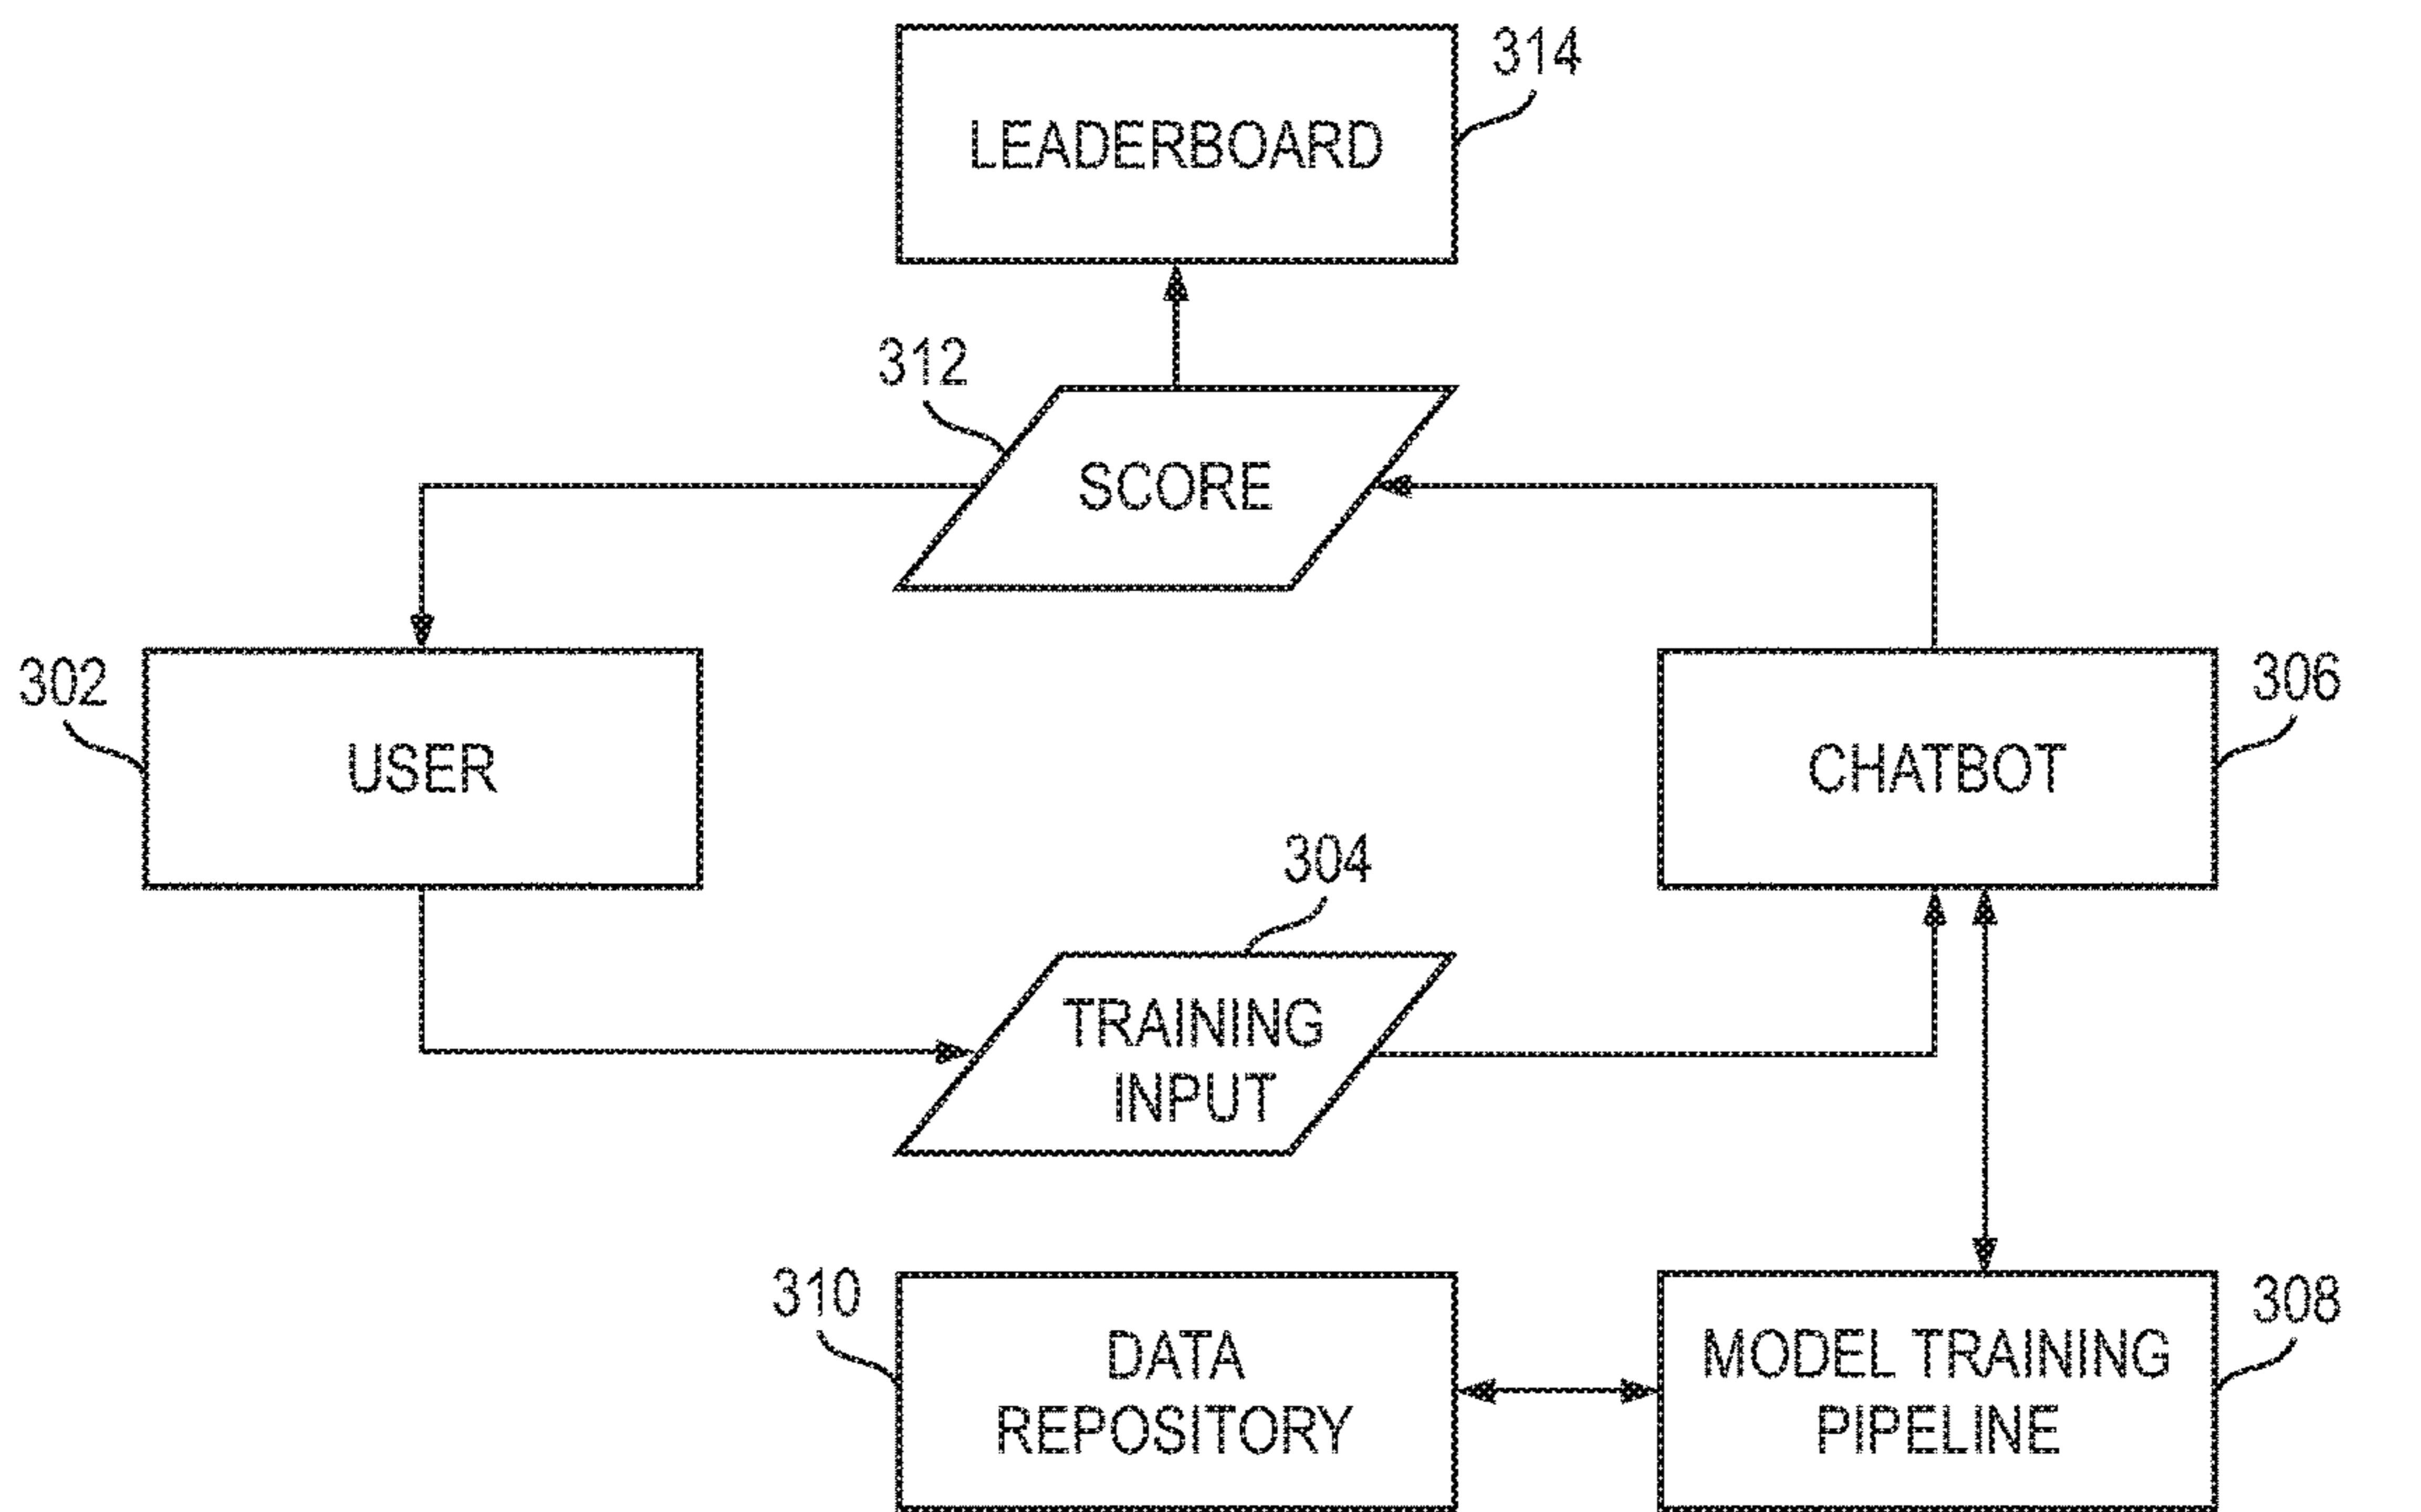 314
LEADERBOARD
312
SCORE
302
USER
306
CHATBOT
304
TRAINING
INPUT
310
DATA
REPOSITORY
308
MODEL TRAINING
PIPELINE